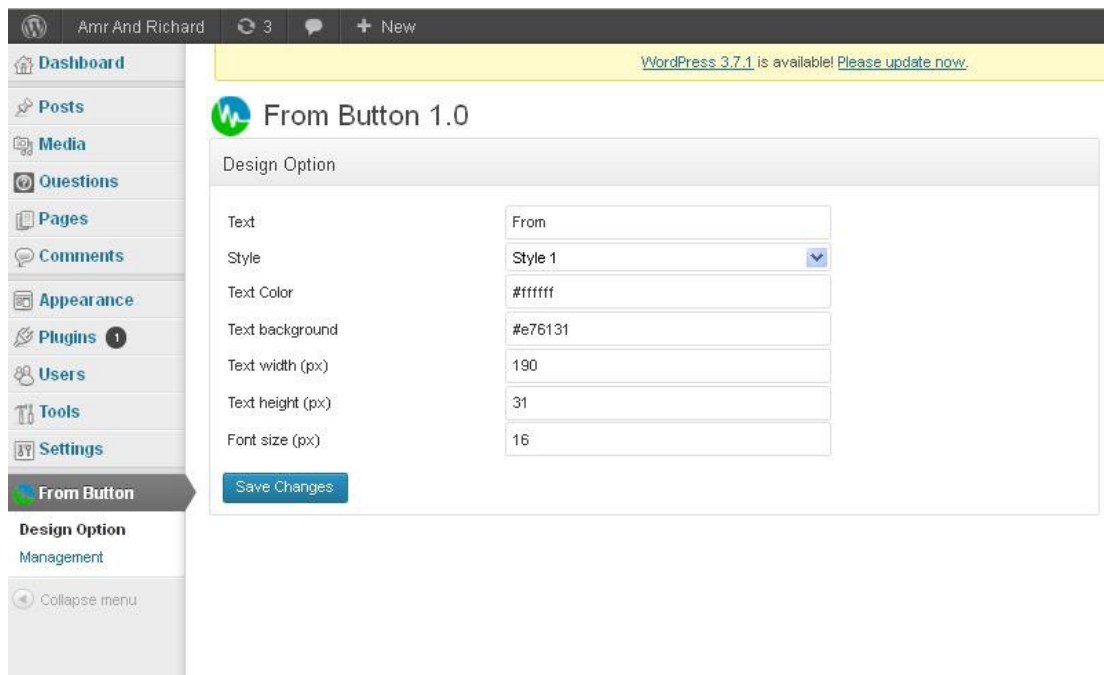 Amr And Richard 3 + New
Dashboard
Posts
Media
Questions
Pages
Comments
Appearance
Plugins 1
Users
Tools
Settings
From Button
Design Option
Management
Collapse menu
WordPress 3.7.1 is available! Please update now.
From Button 1.0
Design Option
Text From
Style Style 1
Text Color #ffffff
Text background #e76131
Text width (px) 190
Text height (px) 31
Font size (px) 16
Save Changes